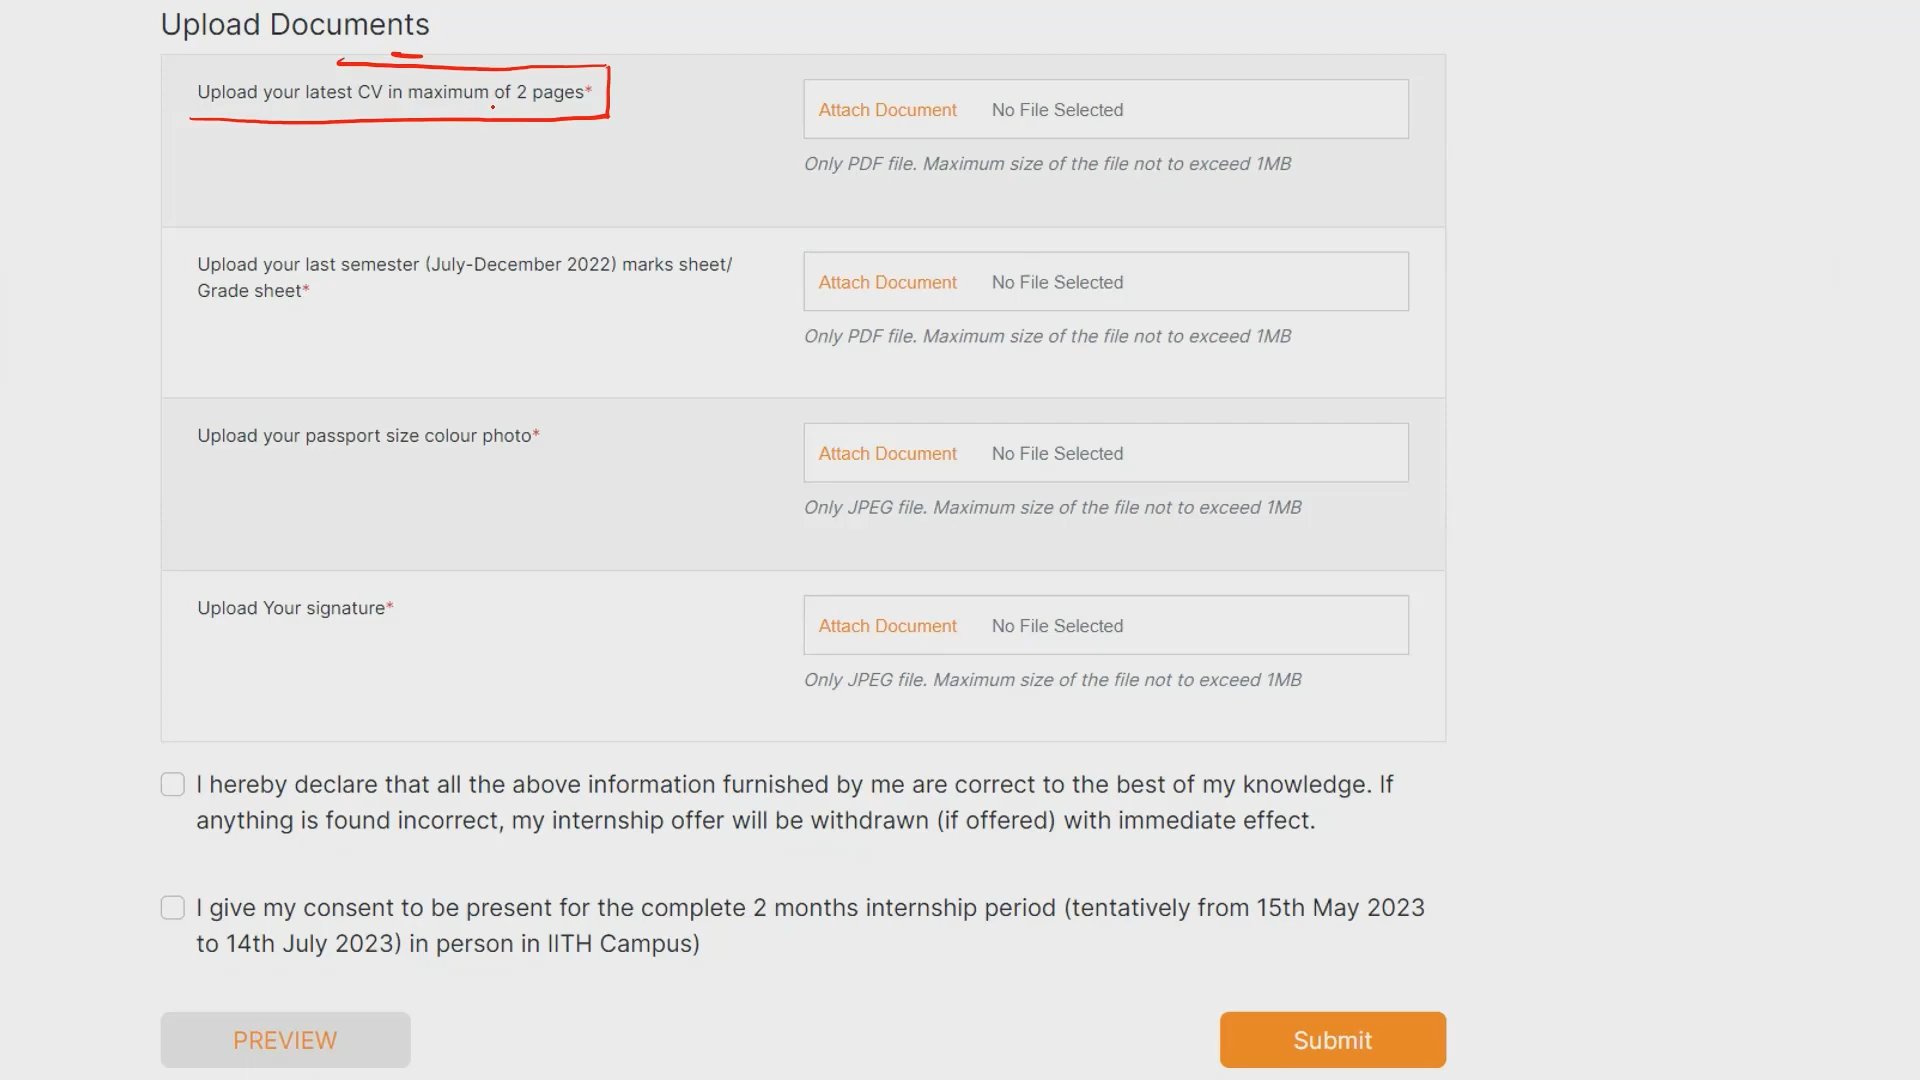 Upload Documents
Upload your latest CV in maximum of 2 pages*
Attach Document No File Selected
Only PDF file. Maximum size of the file not to exceed 1MB
Upload your last semester (July-December 2022) marks sheet/
Grade sheet*
Attach Document No File Selected
Only PDF file. Maximum size of the file not to exceed 1MB
Upload your passport size colour photo*
Attach Document No File Selected
Only JPEG file. Maximum size of the file not to exceed 1MB
Upload Your signature*
Attach Document No File Selected
Only JPEG file. Maximum size of the file not to exceed 1MB
I hereby declare that all the above information furnished by me are correct to the best of my knowledge. If
anything is found incorrect, my internship offer will be withdrawn (if offered) with immediate effect.
I give my consent to be present for the complete 2 months internship period (tentatively from 15th May 2023
to 14th July 2023) in person in IITH Campus)
PREVIEW Submit